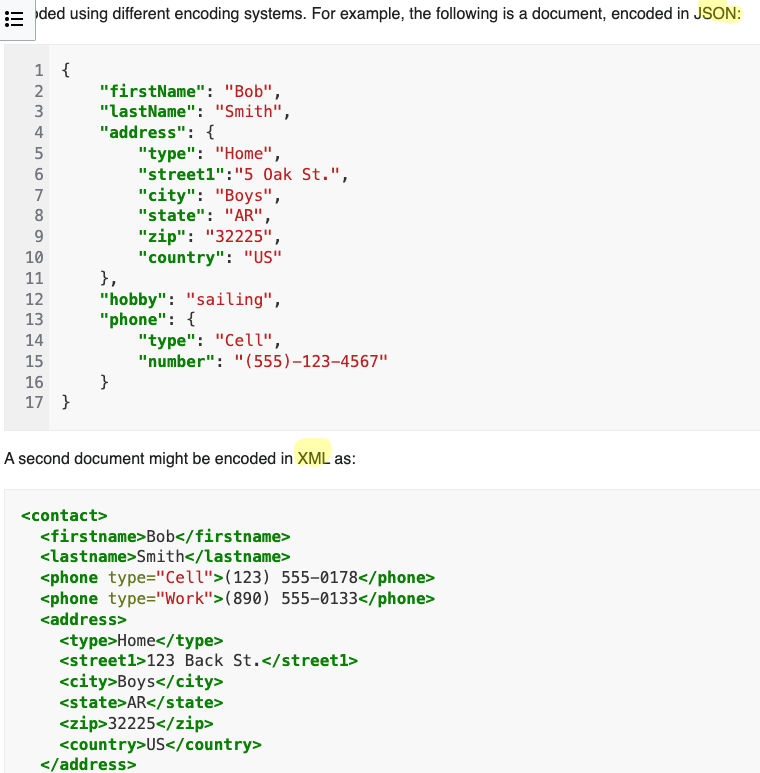 oded using different encoding systems. For example, the following is a document, encoded in JSON:
1 {
2     "firstName": "Bob",
3     "lastName": "Smith",
4     "address": {
5         "type": "Home",
6         "street1":"5 Oak St.",
7         "city": "Boys",
8         "state": "AR",
9         "zip": "32225",
10         "country": "US"
11     },
12     "hobby": "sailing",
13     "phone": {
14         "type": "Cell",
15         "number": "(555)-123-4567"
16     }
17 }
A second document might be encoded in XML as:
<contact>
  <firstname>Bob</firstname>
  <lastname>Smith</lastname>
  <phone type="Cell">(123) 555-0178</phone>
  <phone type="Work">(890) 555-0133</phone>
  <address>
    <type>Home</type>
    <street1>123 Back St.</street1>
    <city>Boys</city>
    <state>AR</state>
    <zip>32225</zip>
    <country>US</country>
  </address>